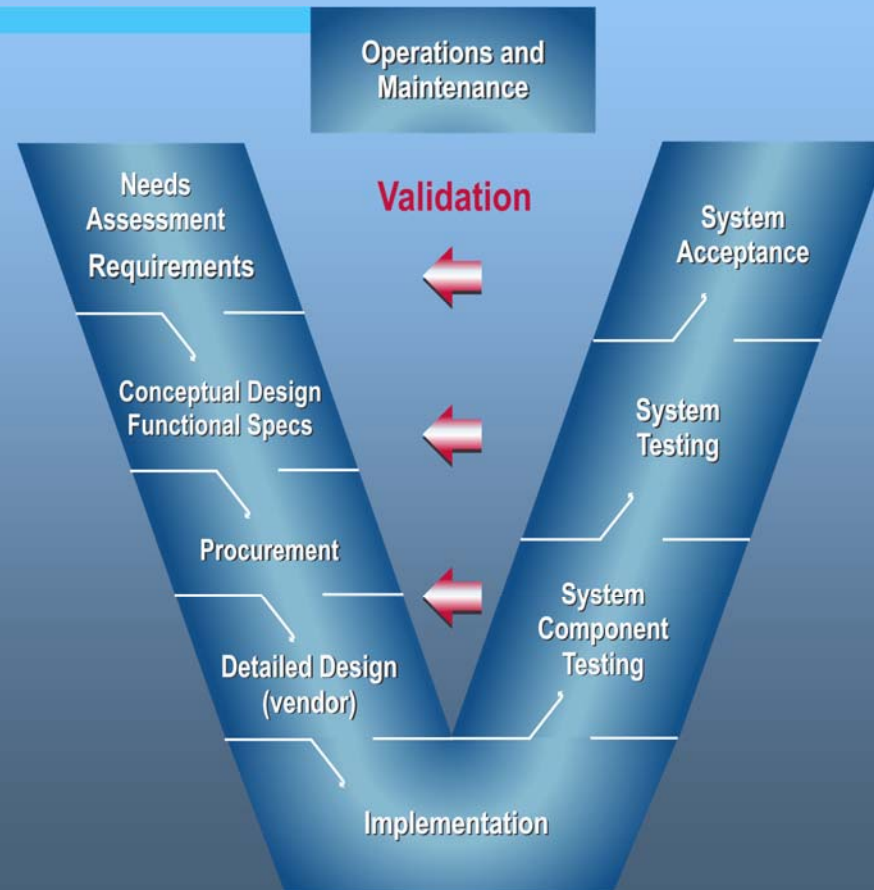 Operations and
Maintenance
Needs
Assessment
Requirements
Validation
System
Acceptance
Conceptual Design
Functional Specs
System
Testing
Procurement
System
Component
Testing
Detailed Design
(vendor)
Implementation